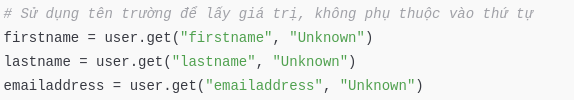 # Sử dụng tên trường để lấy giá trị, không phụ thuộc vào thứ tự
firstname = user.get("firstname", "Unknown")
lastname = user.get("lastname", "Unknown")
emailaddress = user.get("emailaddress", "Unknown")